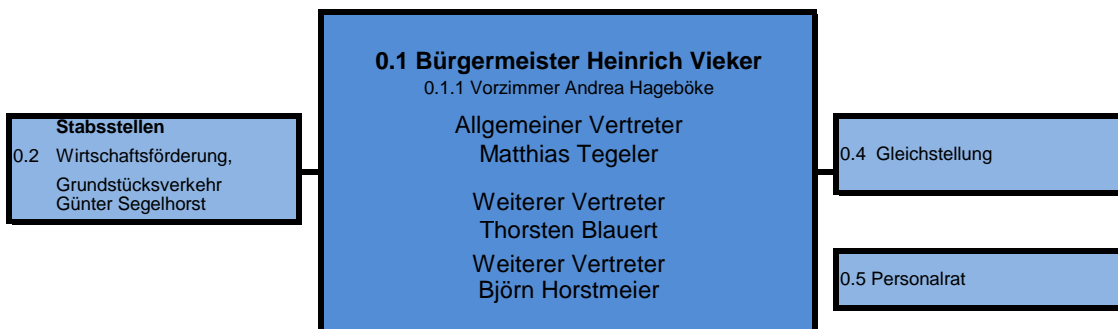 0.1 Bürgermeister Heinrich Vieker
0.1.1 Vorzimmer Andrea Hageböke
Allgemeiner Vertreter
Matthias Tegeler
Weiterer Vertreter
Thorsten Blauert
Weiterer Vertreter
Björn Horstmeier
Stabsstellen
0.2 Wirtschaftsförderung,
Grundstücksverkehr
Günter Segelhorst
0.4 Gleichstellung
0.5 Personalrat